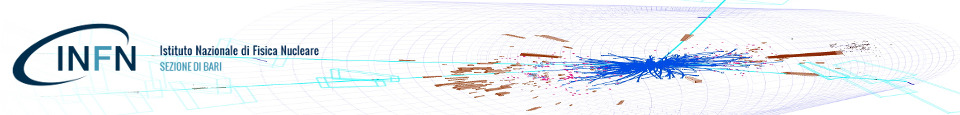 INFN
Istituto Nazionale di Fisica Nucleare
SEZIONE DI BARI